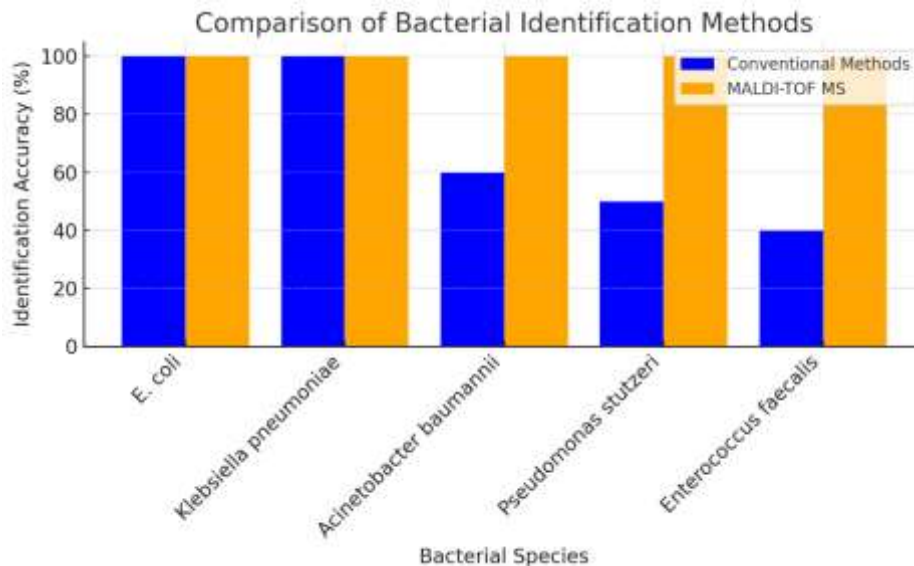 Comparison of Bacterial Identification Methods
Conventional Methods
MALDI-TOF MS
Identification Accuracy (%)
100
80
60
40
20
0
E. coli
Klebsiella pneumoniae
Acinetobacter baumannii
Pseudomonas stutzeri
Enterococcus faecalis
Bacterial Species